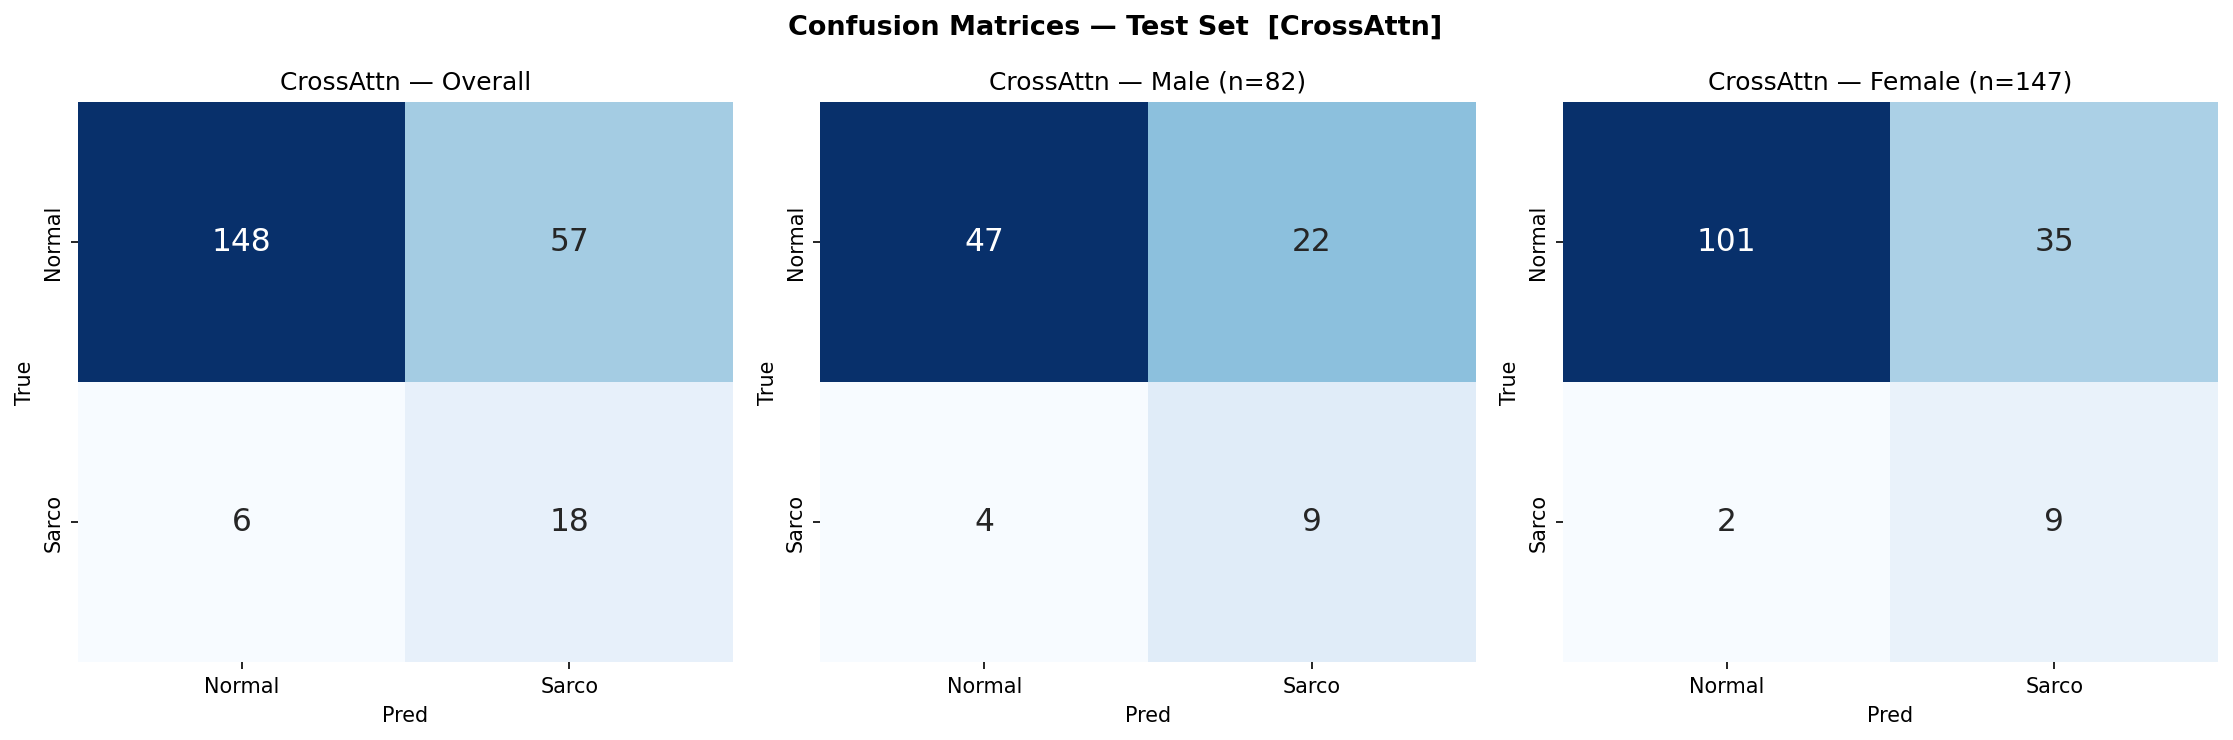 Confusion Matrices — Test Set [CrossAttn]
CrossAttn — Overall
True
Normal
Sarco
148
57
6
18
Normal
Sarco
Pred
CrossAttn — Male (n=82)
True
Normal
Sarco
47
22
4
9
Normal
Sarco
Pred
CrossAttn — Female (n=147)
True
Normal
Sarco
101
35
2
9
Normal
Sarco
Pred